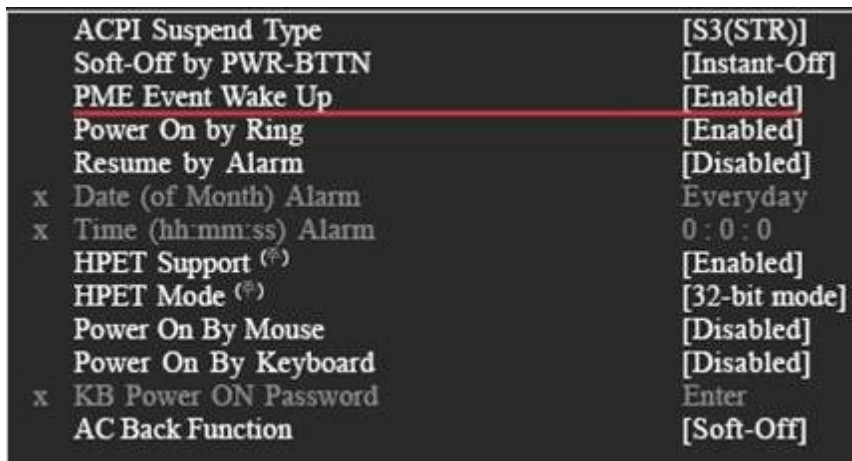 ACPI Suspend Type [S3(STR)]
Soft-Off by PWR-BTTN [Instant-Off]
PME Event Wake Up [Enabled]
Power On by Ring [Enabled]
Resume by Alarm [Disabled]
x Date (of Month) Alarm Everyday
x Time (hh:mm:ss) Alarm 0 : 0 : 0
HPET Support
[Enabled]
HPET Mode
[32-bit mode]
Power On By Mouse [Disabled]
Power On By Keyboard [Disabled]
x KB Power ON Password Enter
AC Back Function [Soft-Off]